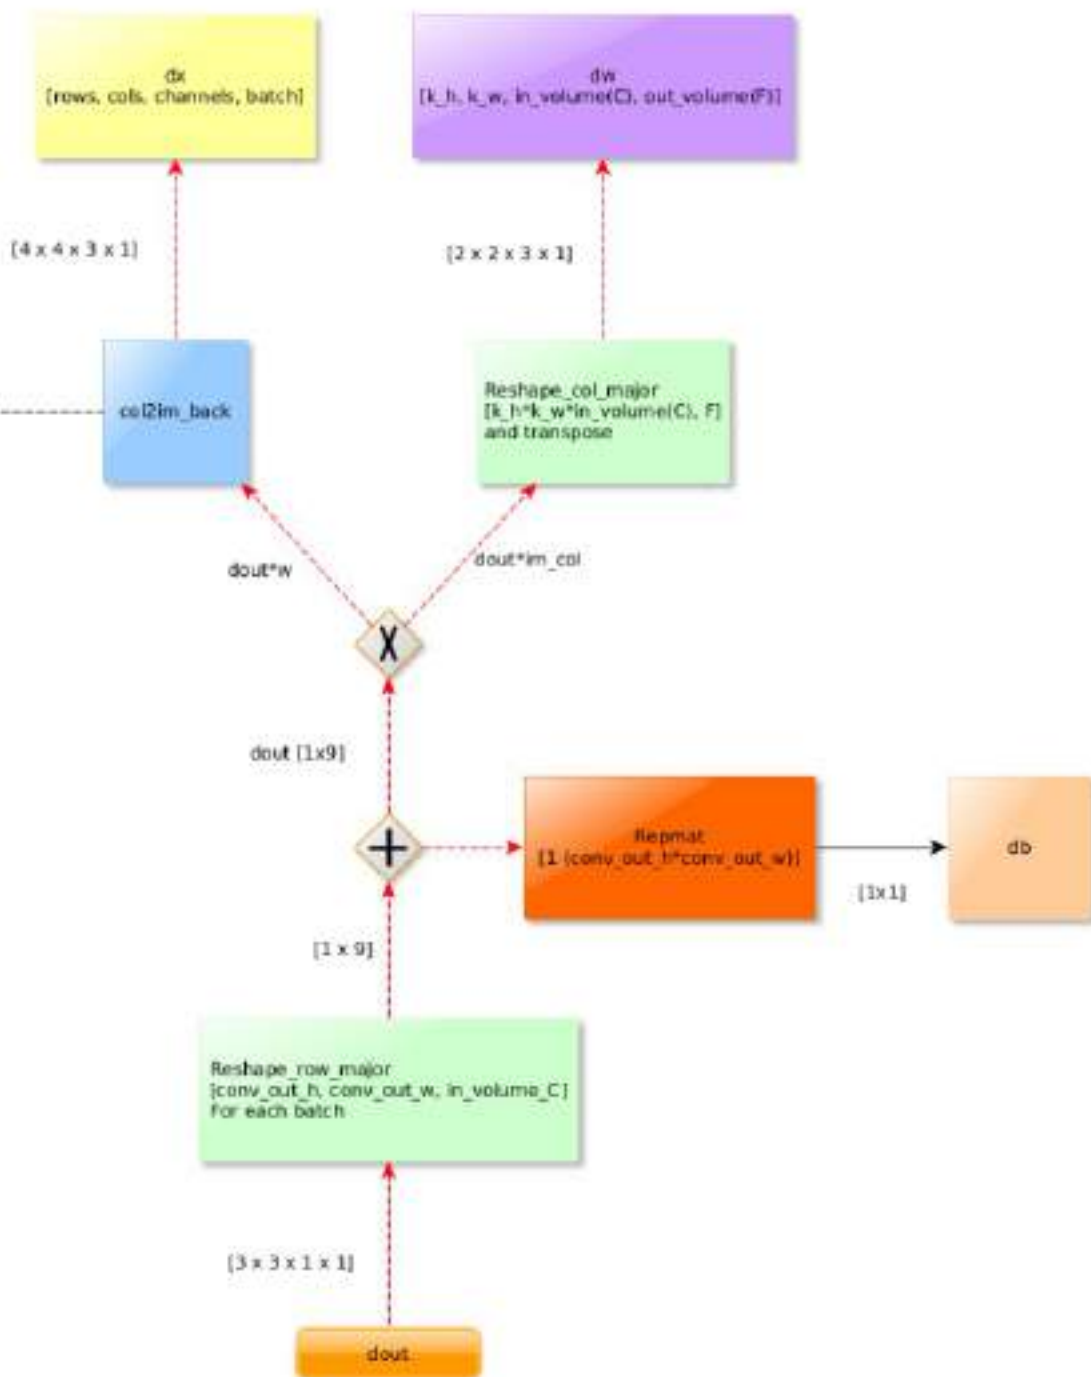 dx
[rows, cols, channels, batch]
dw
[k_h, k_w, in_volume(C), out_volume(F)]
[4 x 4 x 3 x 1]
[2 x 2 x 3 x 1]
col2im_back
Reshape_col_major
[k_h*k_w*in_volume(C), F]
and transpose
dout*w
dout*im_col
X
dout [1x9]
+
Repmat
[1 (conv_out_h*conv_out_w)]
db
[1x1]
[1 x 9]
Reshape_row_major
[conv_out_h, conv_out_w, in_volume_C]
For each batch
[3 x 3 x 1 x 1]
dout